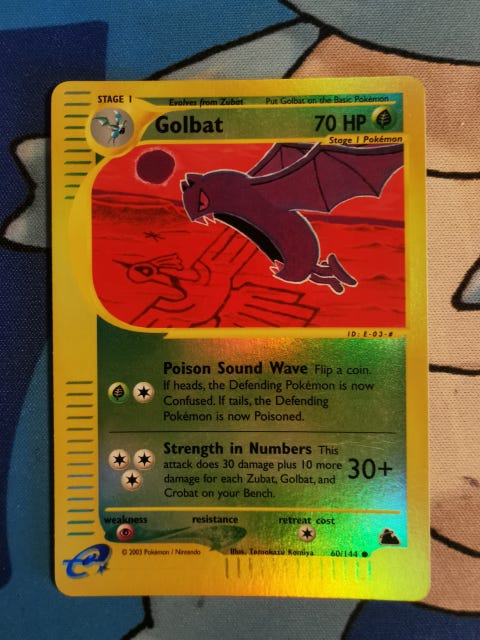 STAGE 1 Evolves from Zubat Put Golbat on the Basic Pokémon
Golbat 70 HP
Stage 1 Pokémon
ID: E-03-#
Poison Sound Wave Flip a coin.
If heads, the Defending Pokémon is now
Confused. If tails, the Defending
Pokémon is now Poisoned.
Strength in Numbers This
attack does 30 damage plus 10 more
damage for each Zubat, Golbat, and
Crobat on your Bench.
30+
weakness resistance retreat cost
e
© 2003 Pokémon / Nintendo Illus. Tomokazu Komiya 60/144